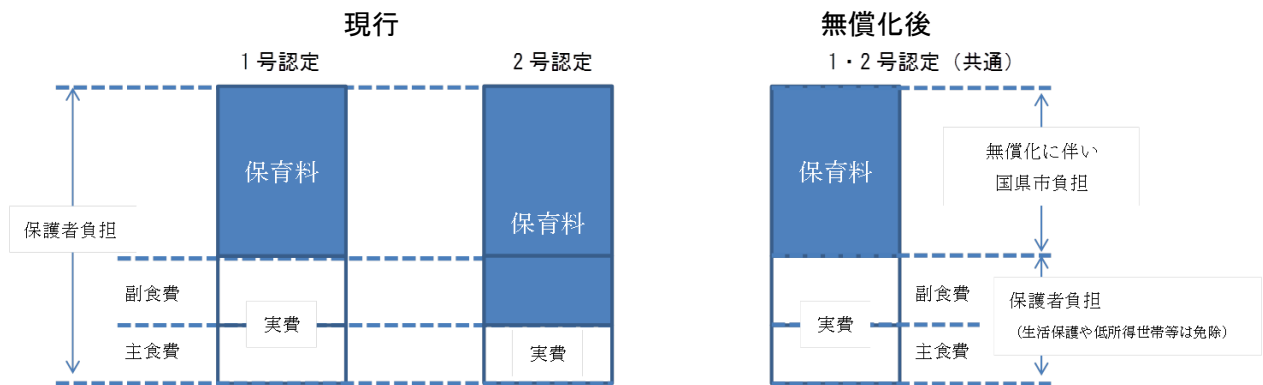 現行
無償化後
1号認定
2号認定
1・2号認定（共通）
保育料
保育料
保育料
無償化に伴い
国県市負担
保護者負担
副食費
実費
主食費
実費
実費
副食費
主食費
保護者負担
（生活保護や低所得世帯等は免除）